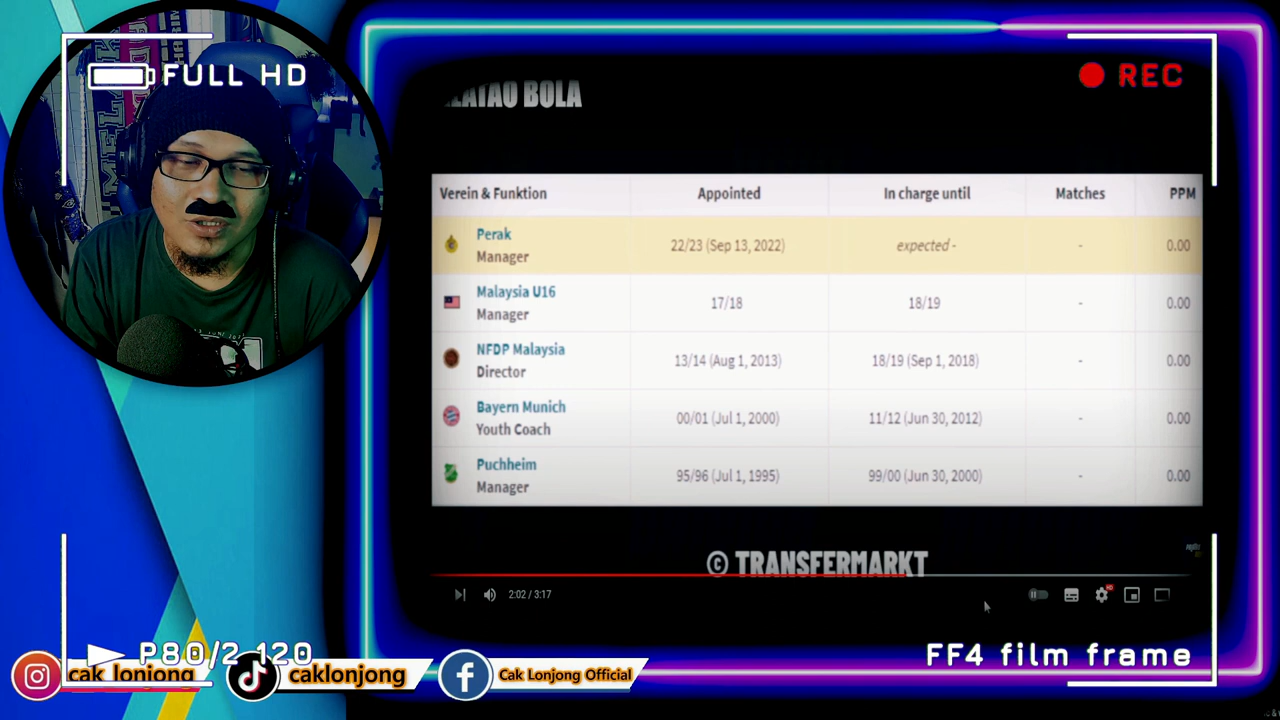 FULL HD
REC
BOLA
Verein & Funktion Appointed In charge until Matches PPM
Perak
Manager 22/23 (Sep 13, 2022) expected - - 0.00
Malaysia U16
Manager 17/18 18/19 - 0.00
NFDP Malaysia
Director 13/14 (Aug 1, 2013) 18/19 (Sep 1, 2018) - 0.00
Bayern Munich
Youth Coach 00/01 (Jul 1, 2000) 11/12 (Jun 30, 2012) - 0.00
Puchheim
Manager 95/96 (Jul 1, 1995) 99/00 (Jun 30, 2000) - 0.00
© TRANSFERMARKT
2:02 / 3:17
P80/2 120
FF4 film frame
cak lonjong
caklonjong
Cak Lonjong Official